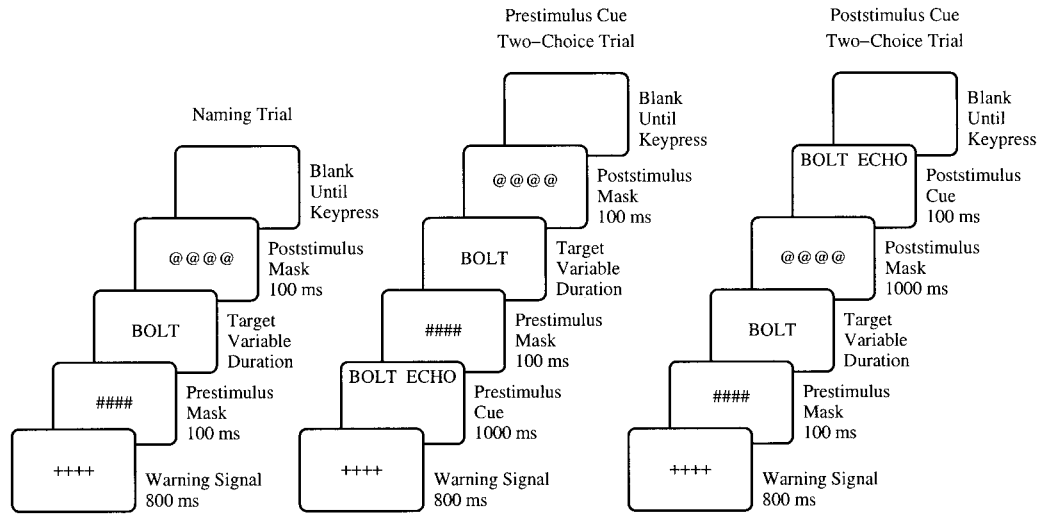 Naming Trial
Blank
Until
Keypress
@@@@
Poststimulus
Mask
100 ms
BOLT
Target
Variable
Duration
####
Prestimulus
Mask
100 ms
++++
Warning Signal
800 ms
Prestimulus Cue
Two-Choice Trial
Blank
Until
Keypress
@@@@
Poststimulus
Mask
100 ms
BOLT
Target
Variable
Duration
####
Prestimulus
Mask
100 ms
BOLT ECHO
Prestimulus
Cue
1000 ms
++++
Warning Signal
800 ms
Poststimulus Cue
Two-Choice Trial
Blank
Until
Keypress
BOLT ECHO
Poststimulus
Cue
100 ms
@@@@
Poststimulus
Mask
1000 ms
BOLT
Target
Variable
Duration
####
Prestimulus
Mask
100 ms
++++
Warning Signal
800 ms